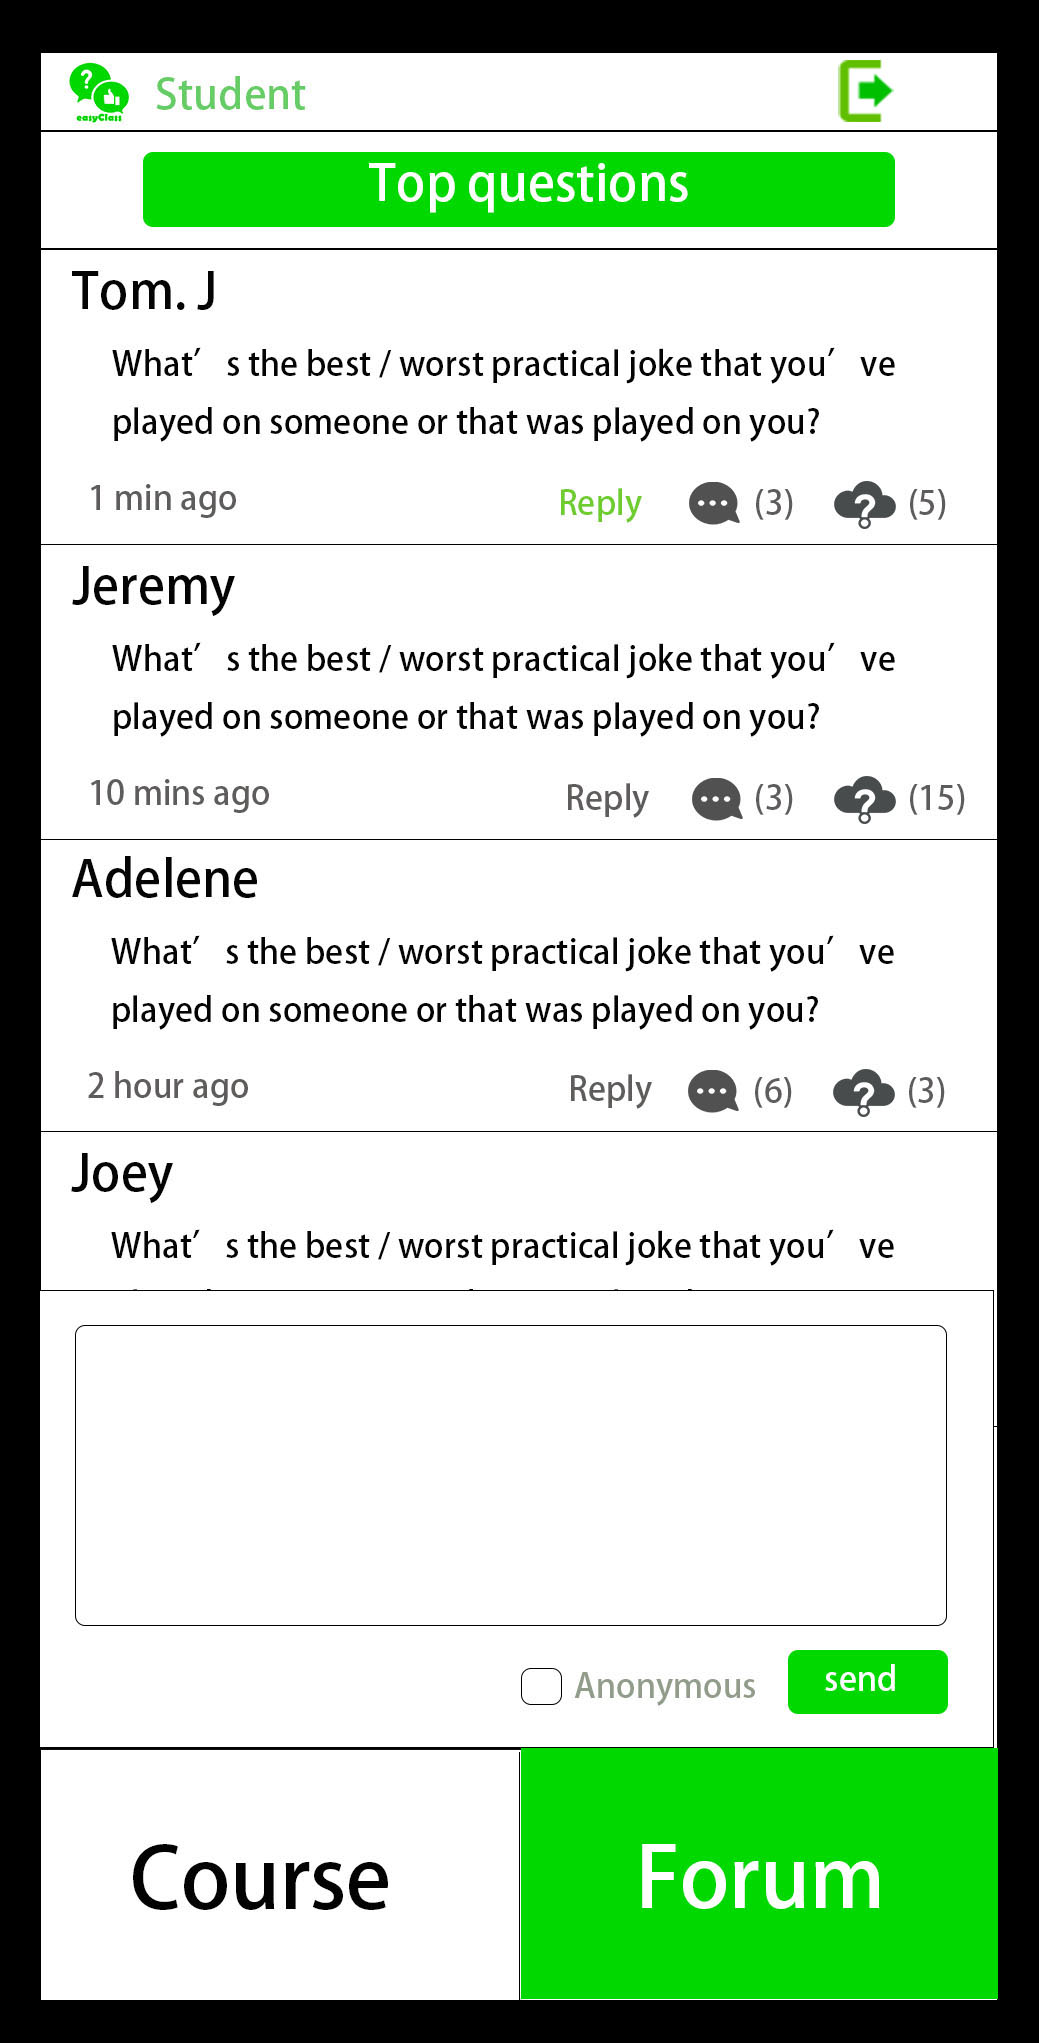 easyClass
Student
Top questions
Tom. J
What′ s the best / worst practical joke that you′ ve
played on someone or that was played on you?
1 min ago Reply (3) ? (5)
Jeremy
What′ s the best / worst practical joke that you′ ve
played on someone or that was played on you?
10 mins ago Reply (3) ? (15)
Adelene
What′ s the best / worst practical joke that you′ ve
played on someone or that was played on you?
2 hour ago Reply (6) ? (3)
Joey
What′ s the best / worst practical joke that you′ ve
Anonymous send
Course Forum